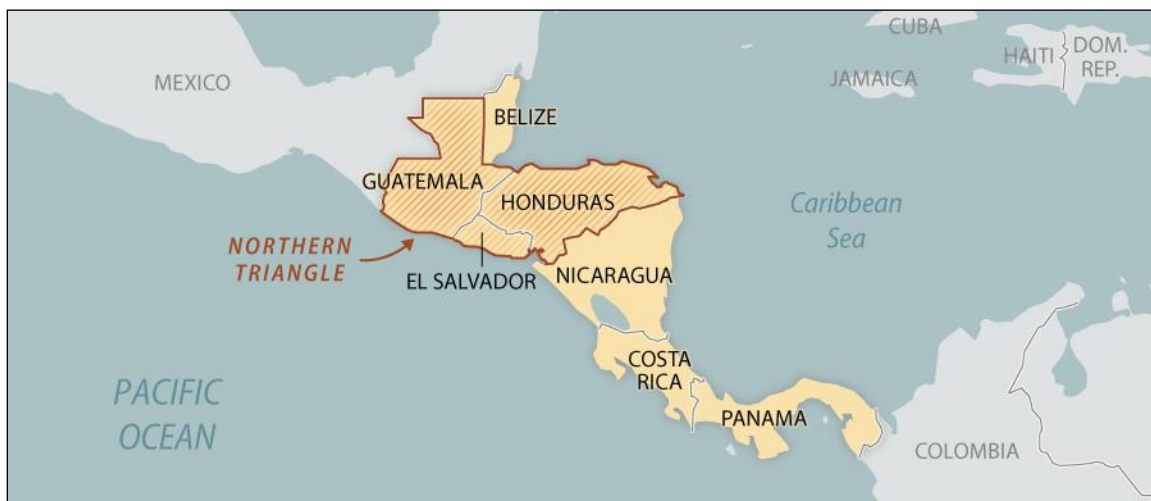 CUBA
HAITI
DOM.
REP.
MEXICO
JAMAICA
BELIZE
GUATEMALA
HONDURAS
Caribbean
Sea
NORTHERN
TRIANGLE
EL SALVADOR
NICARAGUA
COSTA
RICA
PACIFIC
OCEAN
PANAMA
COLOMBIA